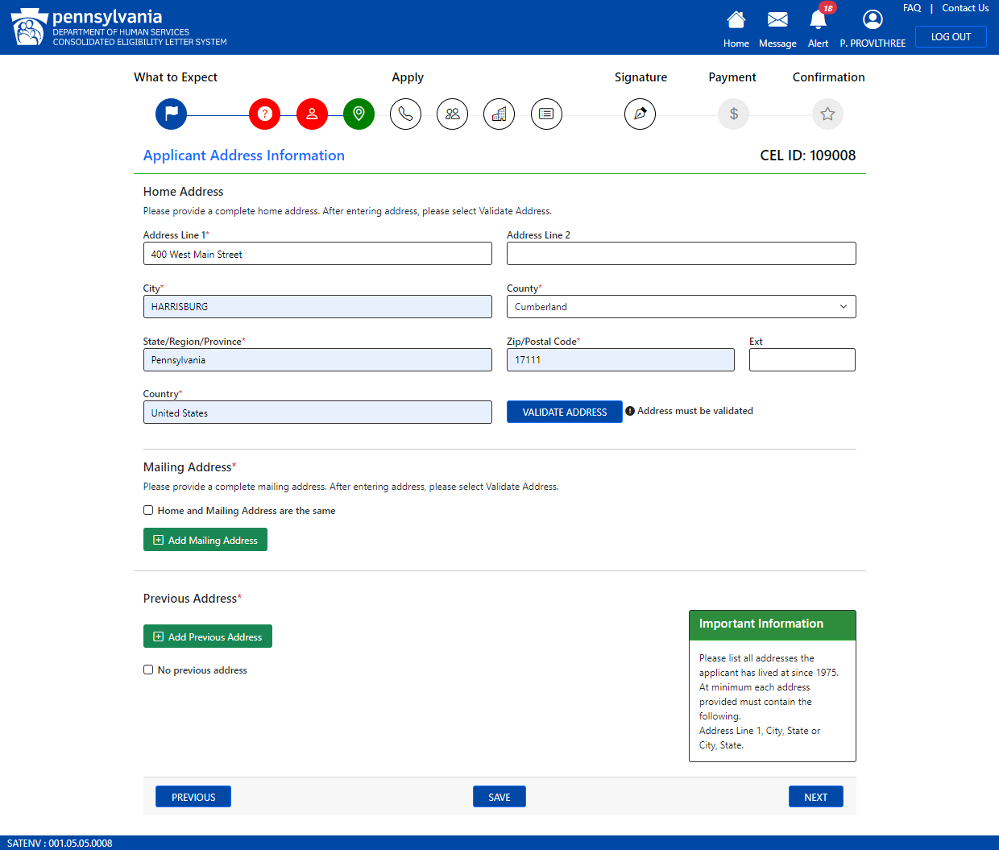 pennsylvania
DEPARTMENT OF HUMAN SERVICES
CONSOLIDATED ELIGIBILITY LETTER SYSTEM
18
Home Message Alert P. PROVLTHREE
FAQ | Contact Us
LOG OUT
What to Expect Apply Signature Payment Confirmation
?
$
Applicant Address Information CEL ID: 109008
Home Address
Please provide a complete home address. After entering address, please select Validate Address.
Address Line 1* Address Line 2
400 West Main Street
City* County*
HARRISBURG Cumberland
State/Region/Province* Zip/Postal Code* Ext
Pennsylvania 17111
Country*
United States VALIDATE ADDRESS ! Address must be validated
Mailing Address*
Please provide a complete mailing address. After entering address, please select Validate Address.
Home and Mailing Address are the same
Add Mailing Address
Previous Address*
Add Previous Address
No previous address
Important Information
Please list all addresses the
applicant has lived at since 1975.
At minimum each address
provided must contain the
following.
Address Line 1, City, State or
City, State.
PREVIOUS SAVE NEXT
SATENV : 001.05.05.0008